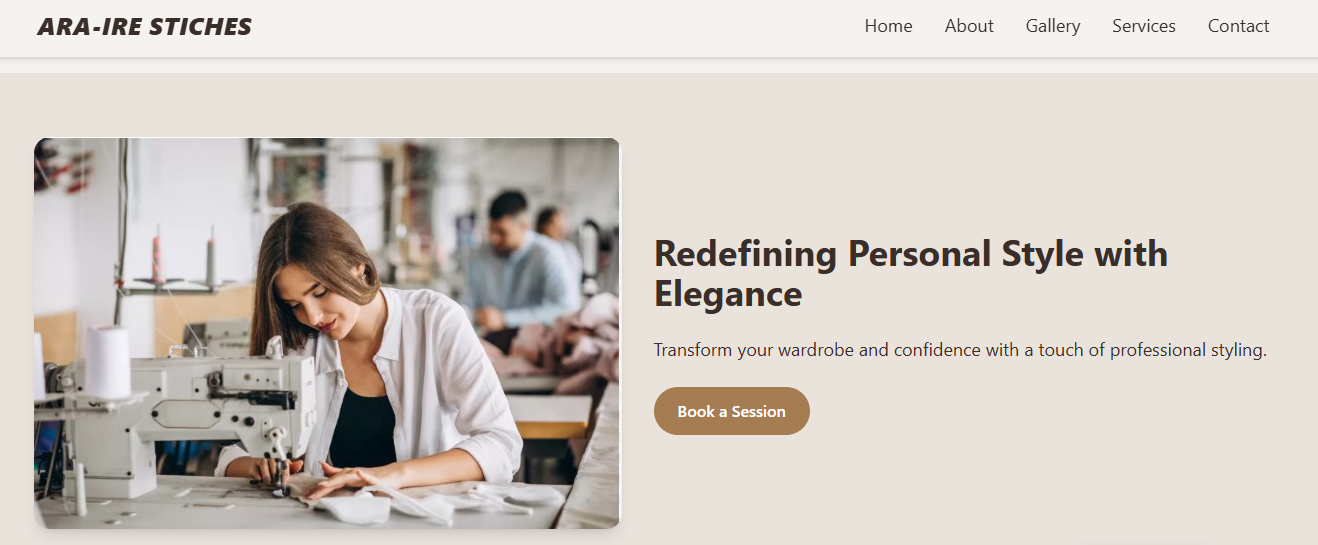 ARA-IRE STICHES
Home About Gallery Services Contact
Redefining Personal Style with
Elegance
Transform your wardrobe and confidence with a touch of professional styling.
Book a Session